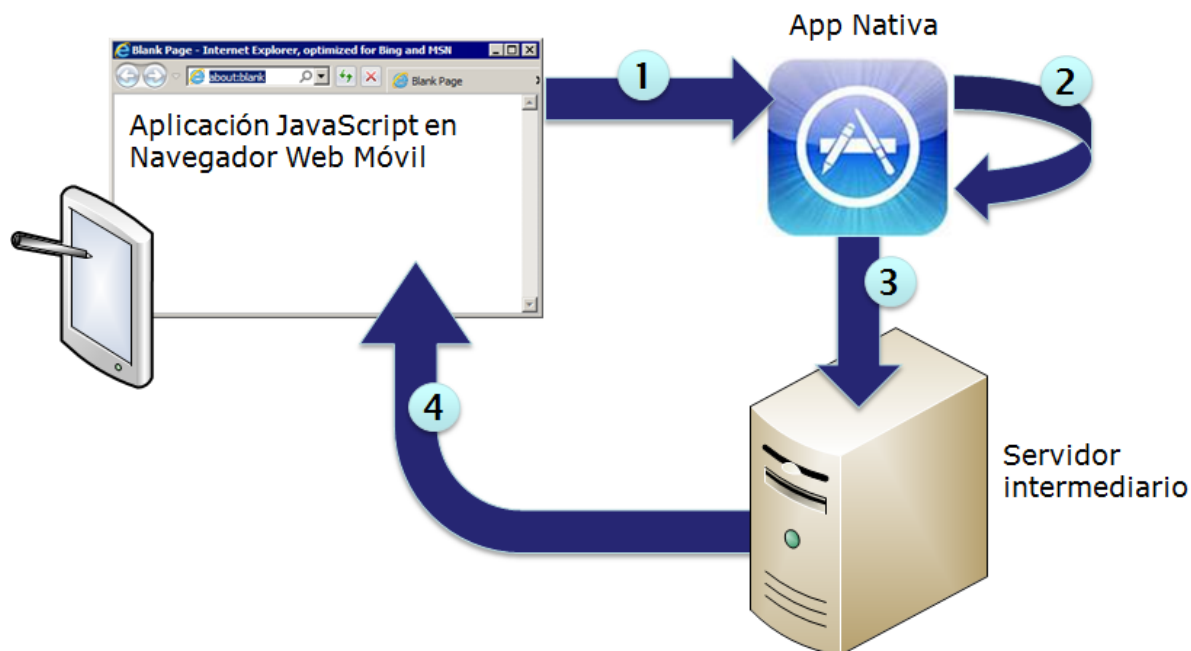 App Nativa
Blank Page - Internet Explorer, optimized for Bing and MSN
about:blank
Blank Page
Aplicación JavaScript en
Navegador Web Móvil
1
2
3
4
Servidor
intermediario